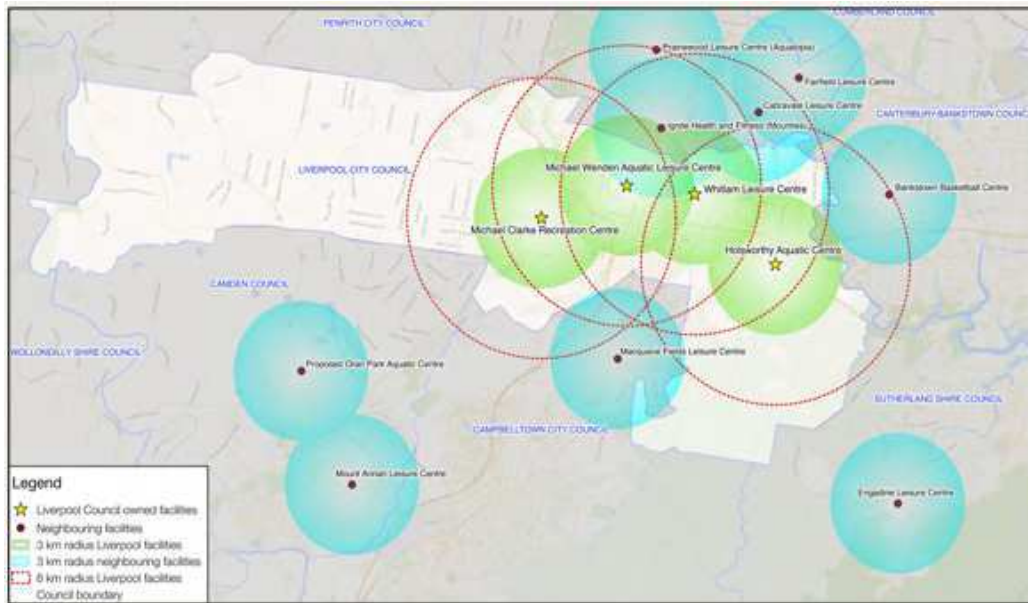 PENRITH CITY COUNCIL
CUMBERLAND COUNCIL
Prairiewood Leisure Centre (Aquatopia)
Fairfield Leisure Centre
Cabravale Leisure Centre
CANTERBURY-BANKSTOWN COUNCIL
Ignite Health and Fitness (Mounties)
LIVERPOOL CITY COUNCIL
Michael Wenden Aquatic Leisure Centre
Whitlam Leisure Centre
Bankstown Basketball Centre
Michael Clarke Recreation Centre
Holsworthy Aquatic Centre
CAMDEN COUNCIL
WOLLONDILLY SHIRE COUNCIL
Macquarie Fields Leisure Centre
Proposed Oran Park Aquatic Centre
SUTHERLAND SHIRE COUNCIL
CAMPBELLTOWN CITY COUNCIL
Mount Annan Leisure Centre
Engadine Leisure Centre
Legend
Liverpool Council owned facilities
Neighbouring facilities
3 km radius Liverpool facilities
3 km radius neighbouring facilities
6 km radius Liverpool facilities
Council boundary